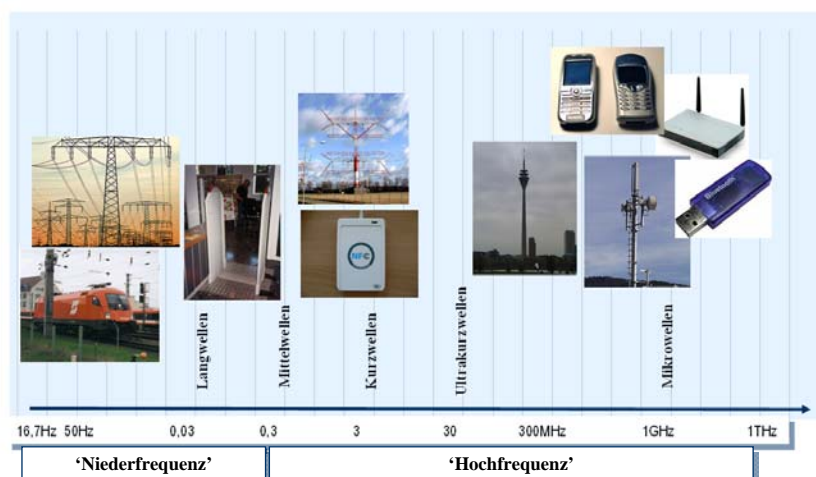 NFC
Bluetooth
Langwellen
Mittelwellen
Kurzwellen
Ultrakurzwellen
Mikrowellen
16,7Hz 50Hz 0,03 0,3 3 30 300MHz 1GHz 1THz
‘Niederfrequenz’ ‘Hochfrequenz’